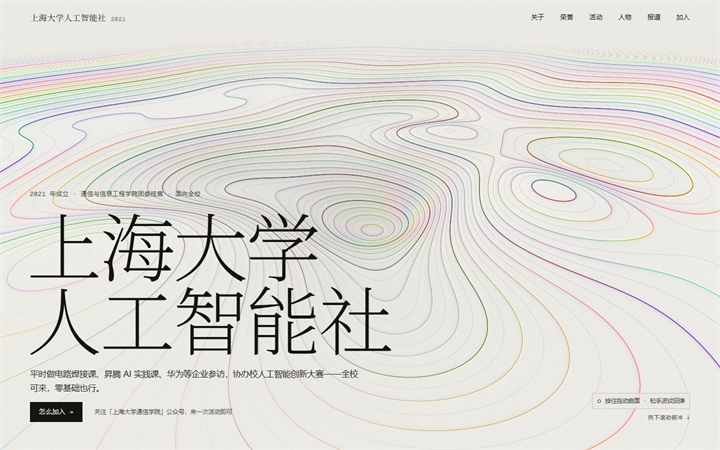 上海大学人工智能社 2021
关于 荣誉 活动 人物 报道 加入
2021 年成立 · 通信与信息工程学院团委挂靠 · 面向全校
上海大学
人工智能社
平时做电路焊接课、昇腾 AI 实践课、华为等企业参访，协办校人工智能创新大赛——全校
可来，零基础也行。
怎么加入 →
关注「上海大学通信学院」公众号，来一次活动即可
按住拖动曲面 · 松手波纹回弹
向下滚动俯冲 ↓